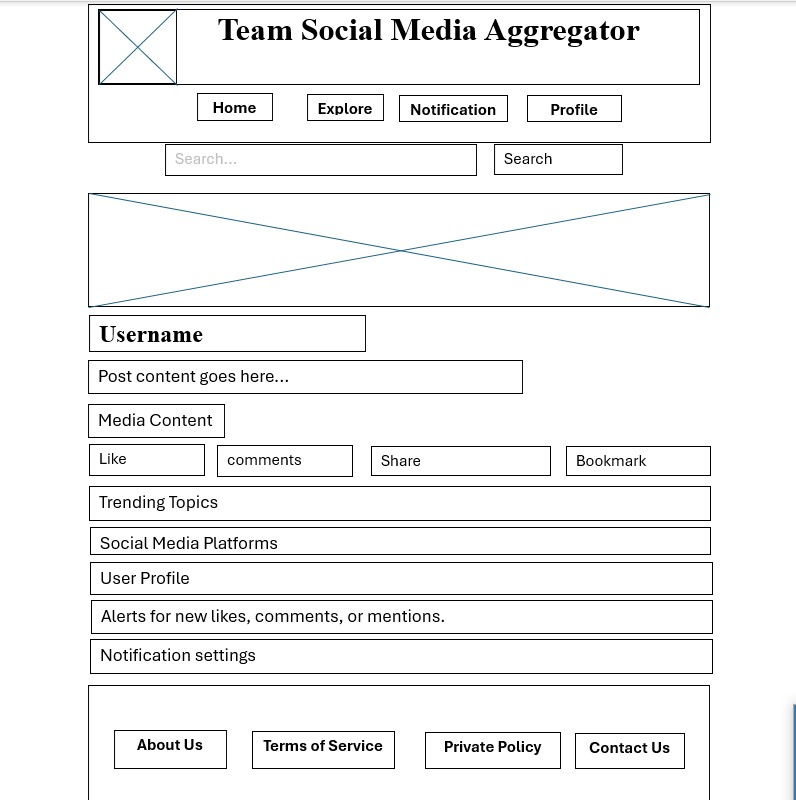 Team Social Media Aggregator
Home Explore Notification Profile
Search... Search
Username
Post content goes here...
Media Content
Like comments Share Bookmark
Trending Topics
Social Media Platforms
User Profile
Alerts for new likes, comments, or mentions.
Notification settings
About Us Terms of Service Private Policy Contact Us